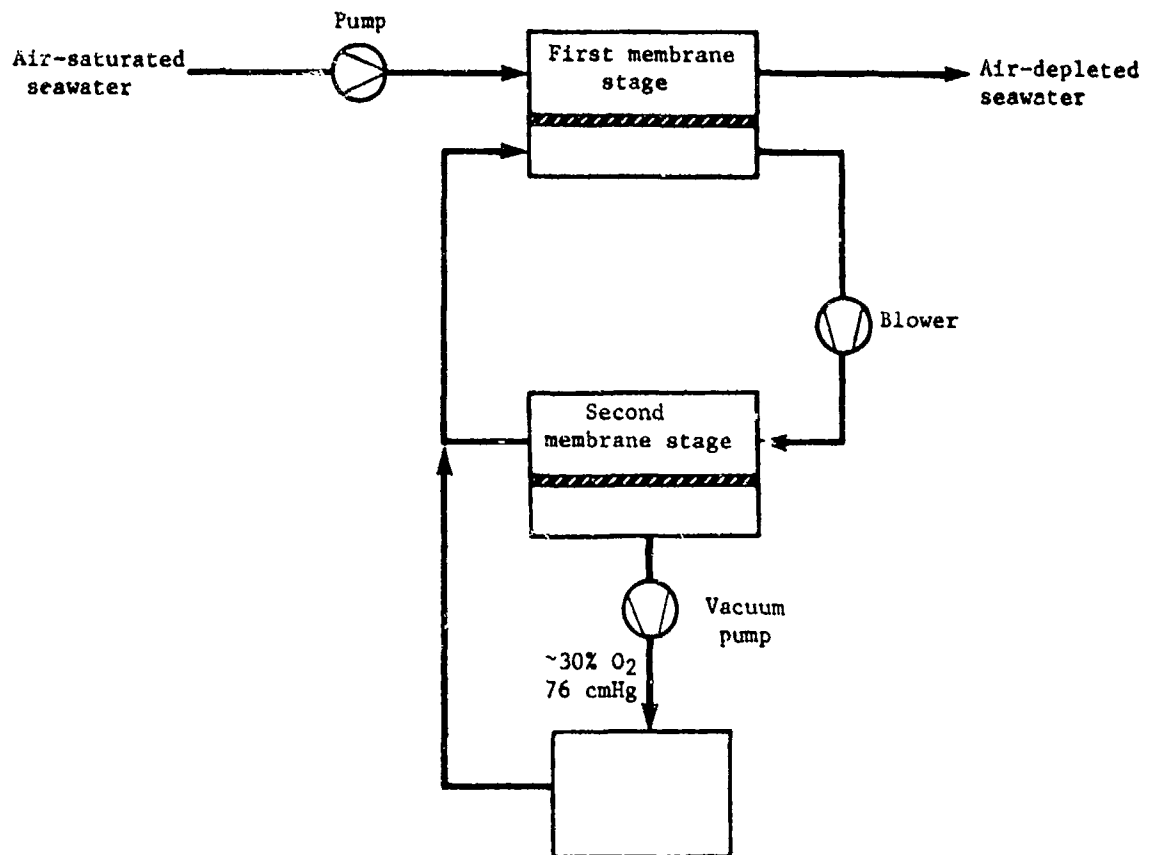 Pump
Air-saturated
seawater
First membrane
stage
Air-depleted
seawater
Blower
Second
membrane stage
Vacuum
pump
~30% O2
76 cmHg